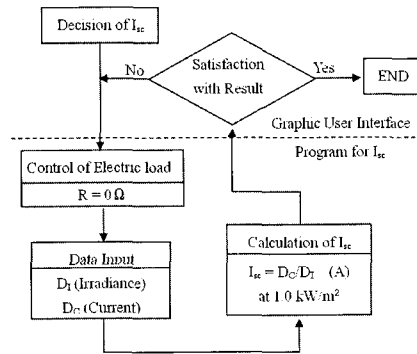 Decision of Isc
No
Satisfaction
with Result
Yes
END
Graphic User Interface
Program for Isc
Control of Electric load
R = 0 Ω
Data Input
DI (Irradiance)
DC (Current)
Calculation of Isc
Isc = DC/DI (A)
at 1.0 kW/m²